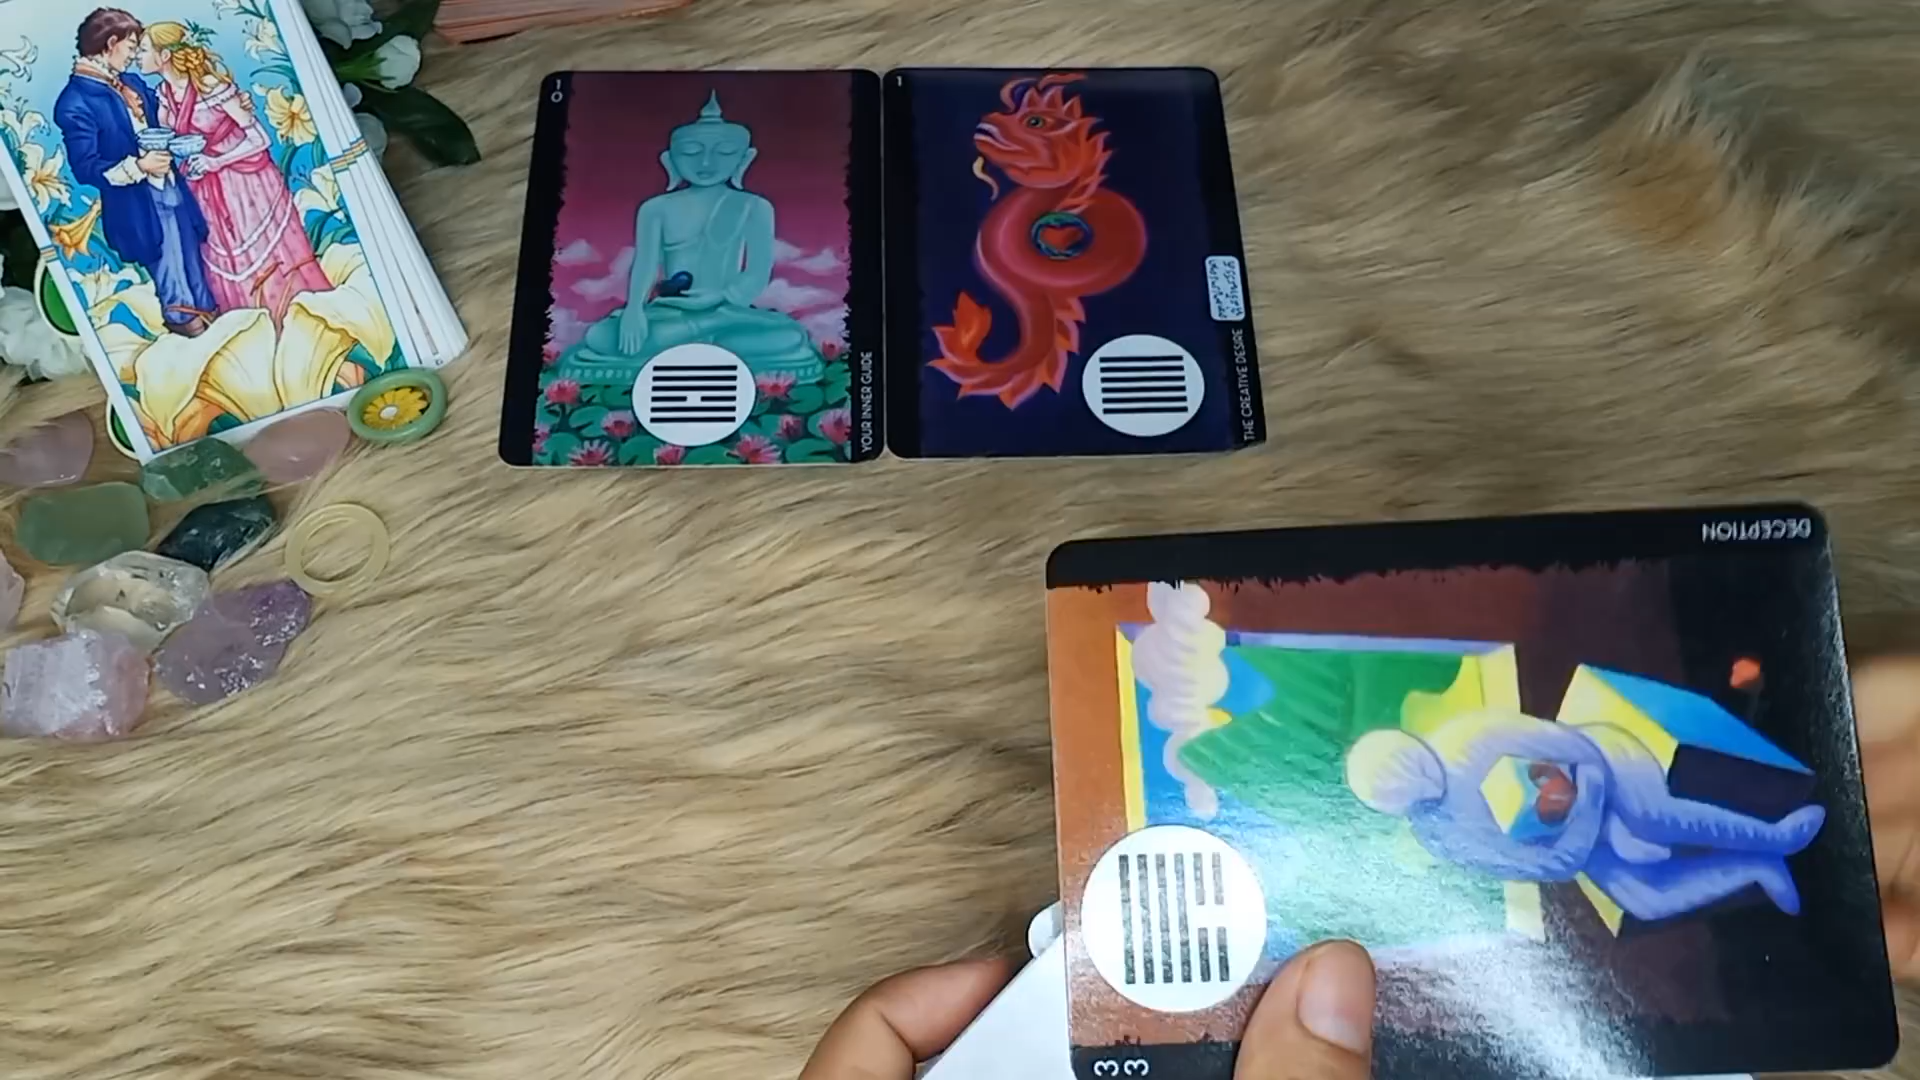 10
YOUR INNER GUIDE
1
THE CREATIVE DESIRE
DECEPTION
33